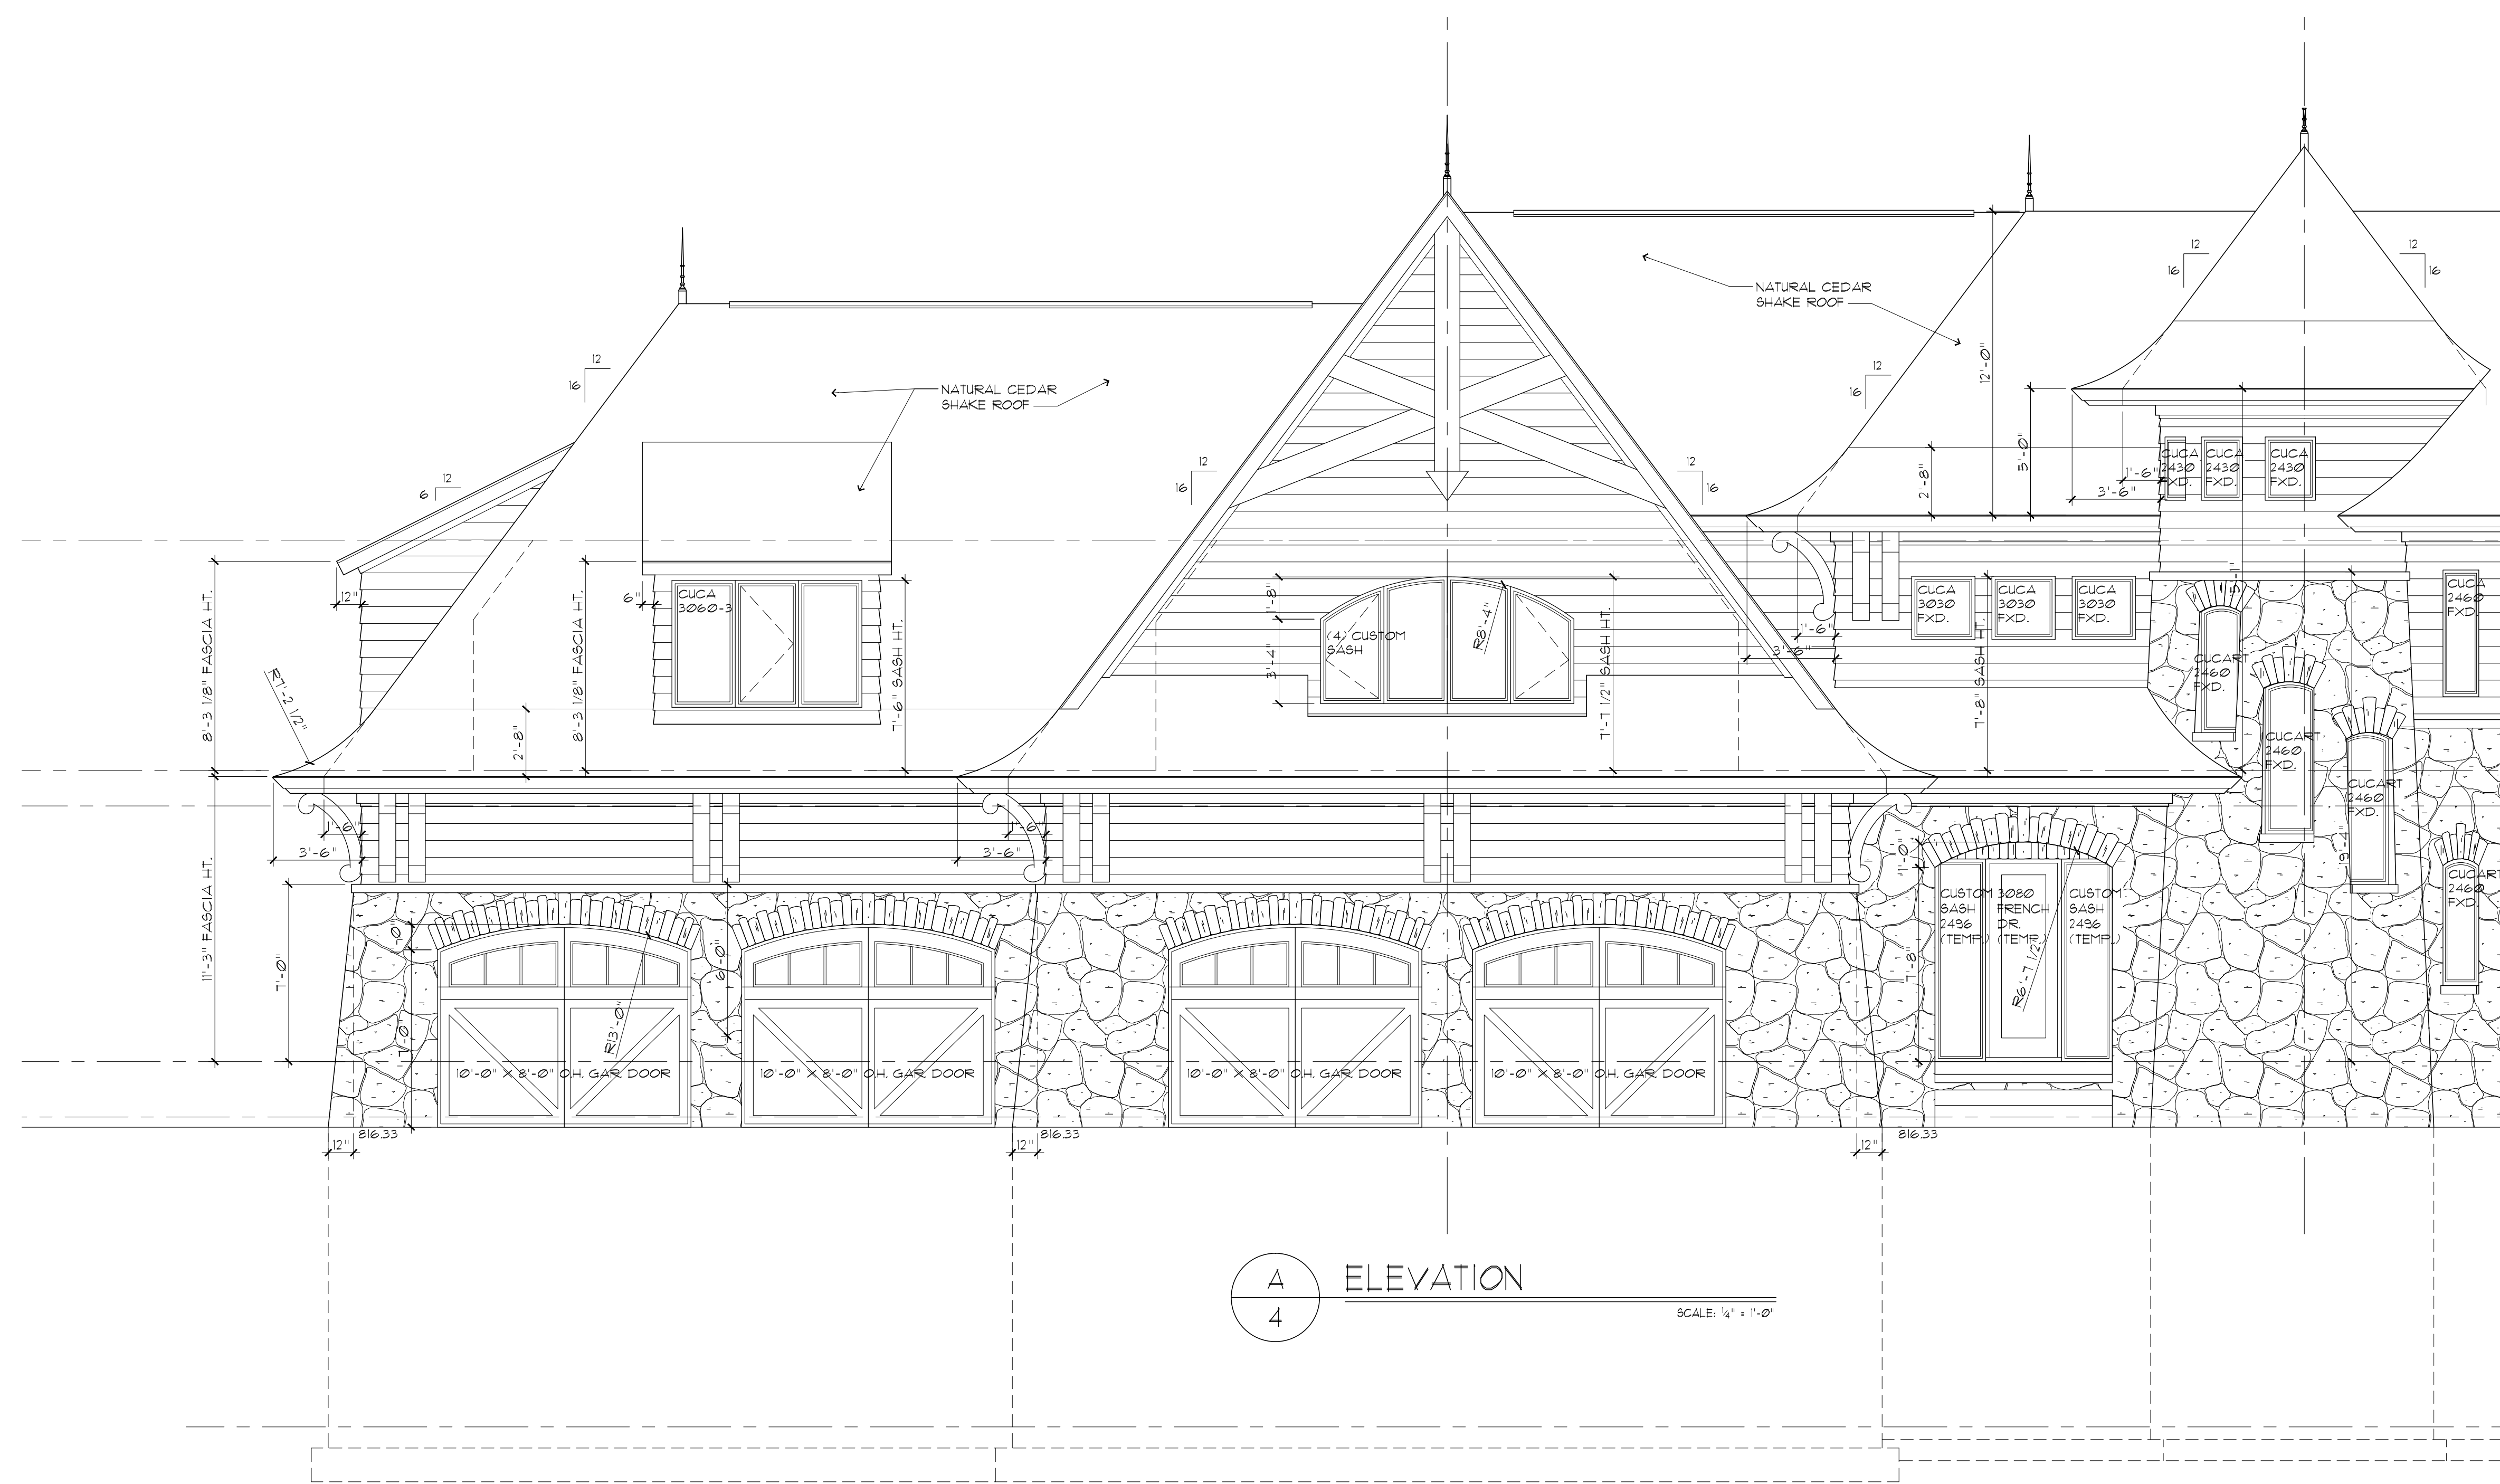 12
16
12
16
12
16
NATURAL CEDAR
SHAKE ROOF
12
16
12
16
NATURAL CEDAR
SHAKE ROOF
12
6
12
16
12
16
12'-0"
5'-0"
2'-8"
1'-6"
3'-6"
CUCA
2430
FXD.
CUCA
2430
FXD.
CUCA
2430
FXD.
8'-3 1/8" FASCIA HT.
12"
R7'-2 1/2"
2'-8"
8'-3 1/8" FASCIA HT.
6"
CUCA
3060-3
7'-6" SASH HT.
1'-8"
3'-4"
(4) CUSTOM
SASH
R8'-4"
7'-7 1/2" SASH HT.
1'-6"
3'-6"
CUCA
3030
FXD.
CUCA
3030
FXD.
CUCA
3030
FXD.
7'-8" SASH HT.
CUCART
2460
FXD.
CUCART
2460
FXD.
CUCART
2460
FXD.
CUCA
2460
FXD.
CUCART
2460
FXD.
1'-6"
3'-6"
1'-6"
3'-6"
11'-3" FASCIA HT.
7'-0"
6'-0"
R13'-0"
10'-0" X 8'-0" O.H. GAR. DOOR
10'-0" X 8'-0" O.H. GAR. DOOR
10'-0" X 8'-0" O.H. GAR. DOOR
10'-0" X 8'-0" O.H. GAR. DOOR
1'-0"
7'-8"
CUSTOM
SASH
2496
(TEMP.)
3080
FRENCH
DR.
(TEMP.)
CUSTOM
SASH
2496
(TEMP.)
R6'-7 1/2"
816.33
12"
816.33
12"
816.33
12"
A
4
ELEVATION
SCALE: ¼" = 1'-0"